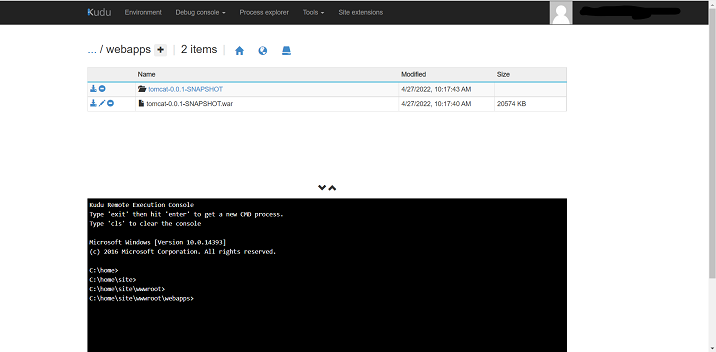 Kudu Environment Debug console Process explorer Tools Site extensions
... / webapps + | 2 items |
Name Modified Size
tomcat-0.0.1-SNAPSHOT 4/27/2022, 10:17:43 AM
tomcat-0.0.1-SNAPSHOT.war 4/27/2022, 10:17:40 AM 20574 KB
Kudu Remote Execution Console
Type 'exit' then hit 'enter' to get a new CMD process.
Type 'cls' to clear the console
Microsoft Windows [Version 10.0.14393]
(c) 2016 Microsoft Corporation. All rights reserved.
C:\home>
C:\home\site>
C:\home\site\wwwroot>
C:\home\site\wwwroot\webapps>